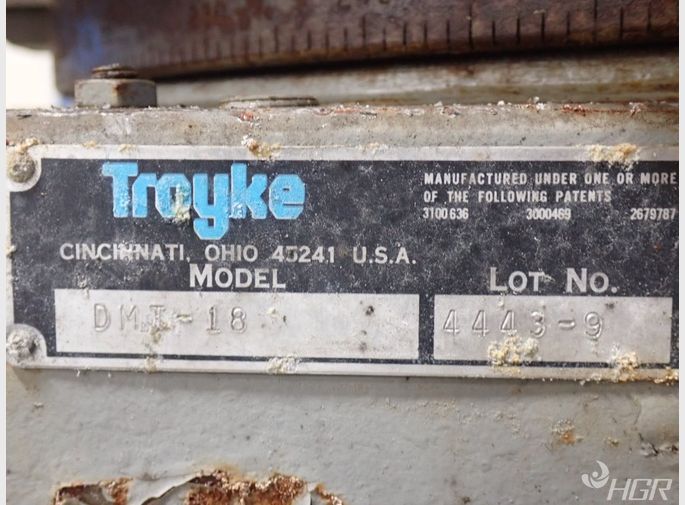 Troyke
MANUFACTURED UNDER ONE OR MORE
OF THE FOLLOWING PATENTS
3100636 3000469 2679787
CINCINNATI, OHIO 45241 U.S.A.
MODEL
LOT NO.
DMT-18
4443-9
HGR